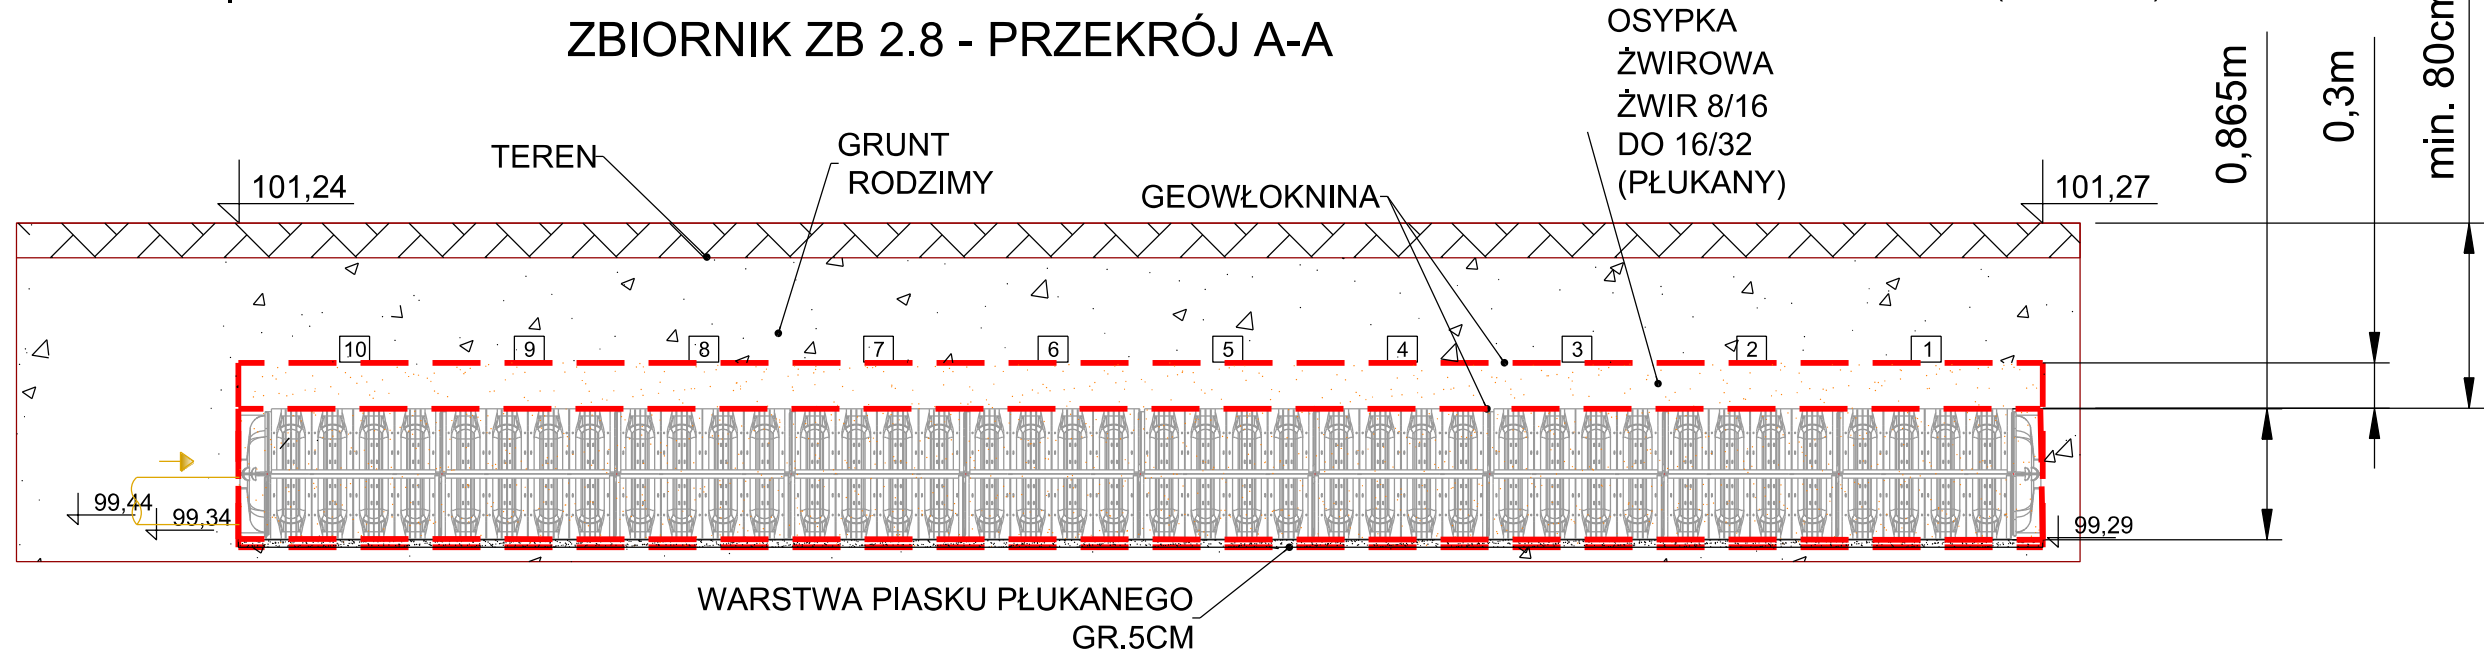 ZBIORNIK ZB 2.8 - PRZEKRÓJ A-A
OSYPKA
ŻWIROWA
ŻWIR 8/16
DO 16/32
(PŁUKANY)
0,865m
0,3m
min. 80cm
TEREN
GRUNT
RODZIMY
GEOWŁOKNINA
101,24
101,27
10
9
8
7
6
5
4
3
2
1
99,44
99,34
99,29
WARSTWA PIASKU PŁUKANEGO
GR.5CM